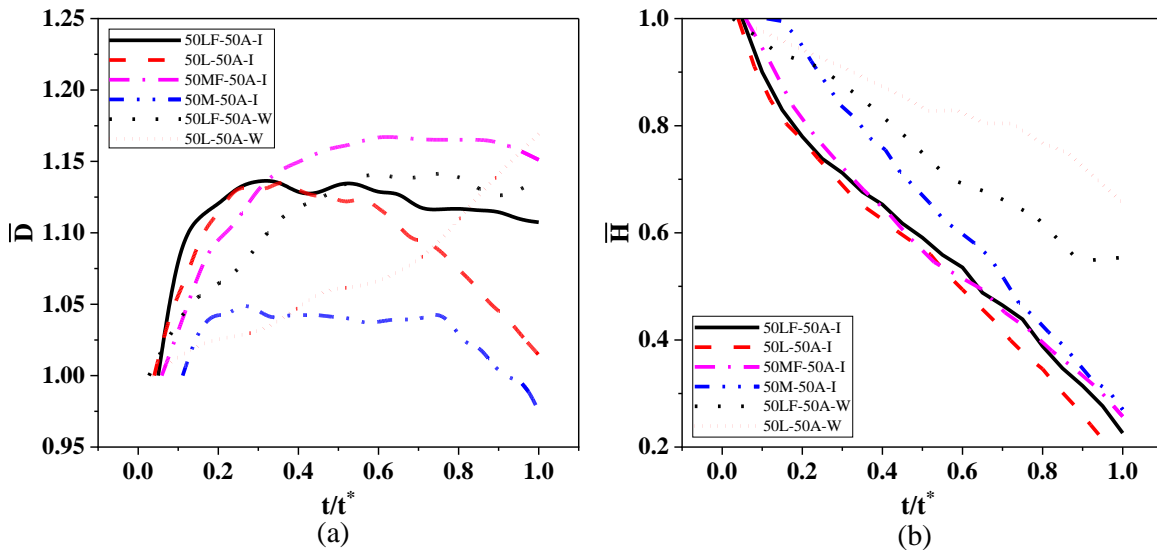 1.25
1.20
1.15
1.10
1.05
1.00
0.95
D
50LF-50A-I
50L-50A-I
50MF-50A-I
50M-50A-I
50LF-50A-W
50L-50A-W
0.0 0.2 0.4 0.6 0.8 1.0
t/t*
(a)
1.0
0.8
0.6
0.4
0.2
H
50LF-50A-I
50L-50A-I
50MF-50A-I
50M-50A-I
50LF-50A-W
50L-50A-W
0.0 0.2 0.4 0.6 0.8 1.0
t/t*
(b)